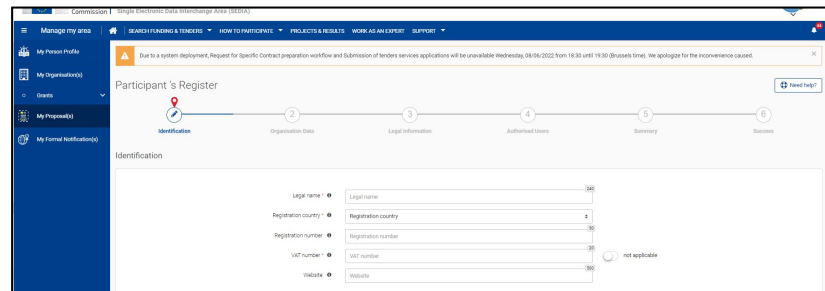 Commission | Single Electronic Data Interchange Area (SEDIA)
Manage my area SEARCH FUNDING & TENDERS HOW TO PARTICIPATE PROJECTS & RESULTS WORK AS AN EXPERT SUPPORT
My Person Profile
Due to a system deployment, Request for Specific Contract preparation workflow and Submission of tenders services applications will be unavailable Wednesday, 08/06/2022 from 18:30 until 19:30 (Brussels time). We apologize for the inconvenience caused.
My Organisation(s)
Participant 's Register Need help?
Grants
My Proposal(s)
2 3 4 5 6
Identification Organisation Data Legal Information Authorised Users Summary Success
My Formal Notification(s)
Identification
240
Legal name * Legal name
Registration country * Registration country
50
Registration number Registration number
20
VAT number * VAT number not applicable
500
Website Website